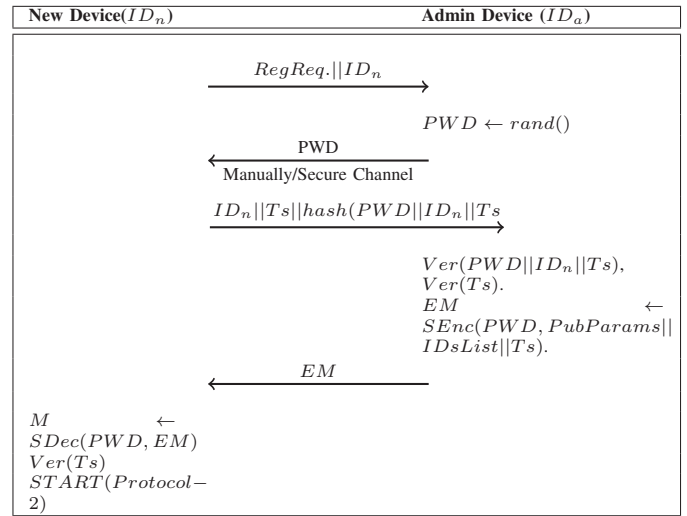 New Device(ID_n) Admin Device (ID_a)
RegReq.||ID_n
PWD ← rand()
PWD
Manually/Secure Channel
ID_n||Ts||hash(PWD||ID_n||Ts
Ver(PWD||ID_n||Ts),
Ver(Ts).
EM ←
SEnc(PWD, PubParams||
IDsList||Ts).
EM
M ←
SDec(PWD, EM)
Ver(Ts)
START(Protocol−
2)